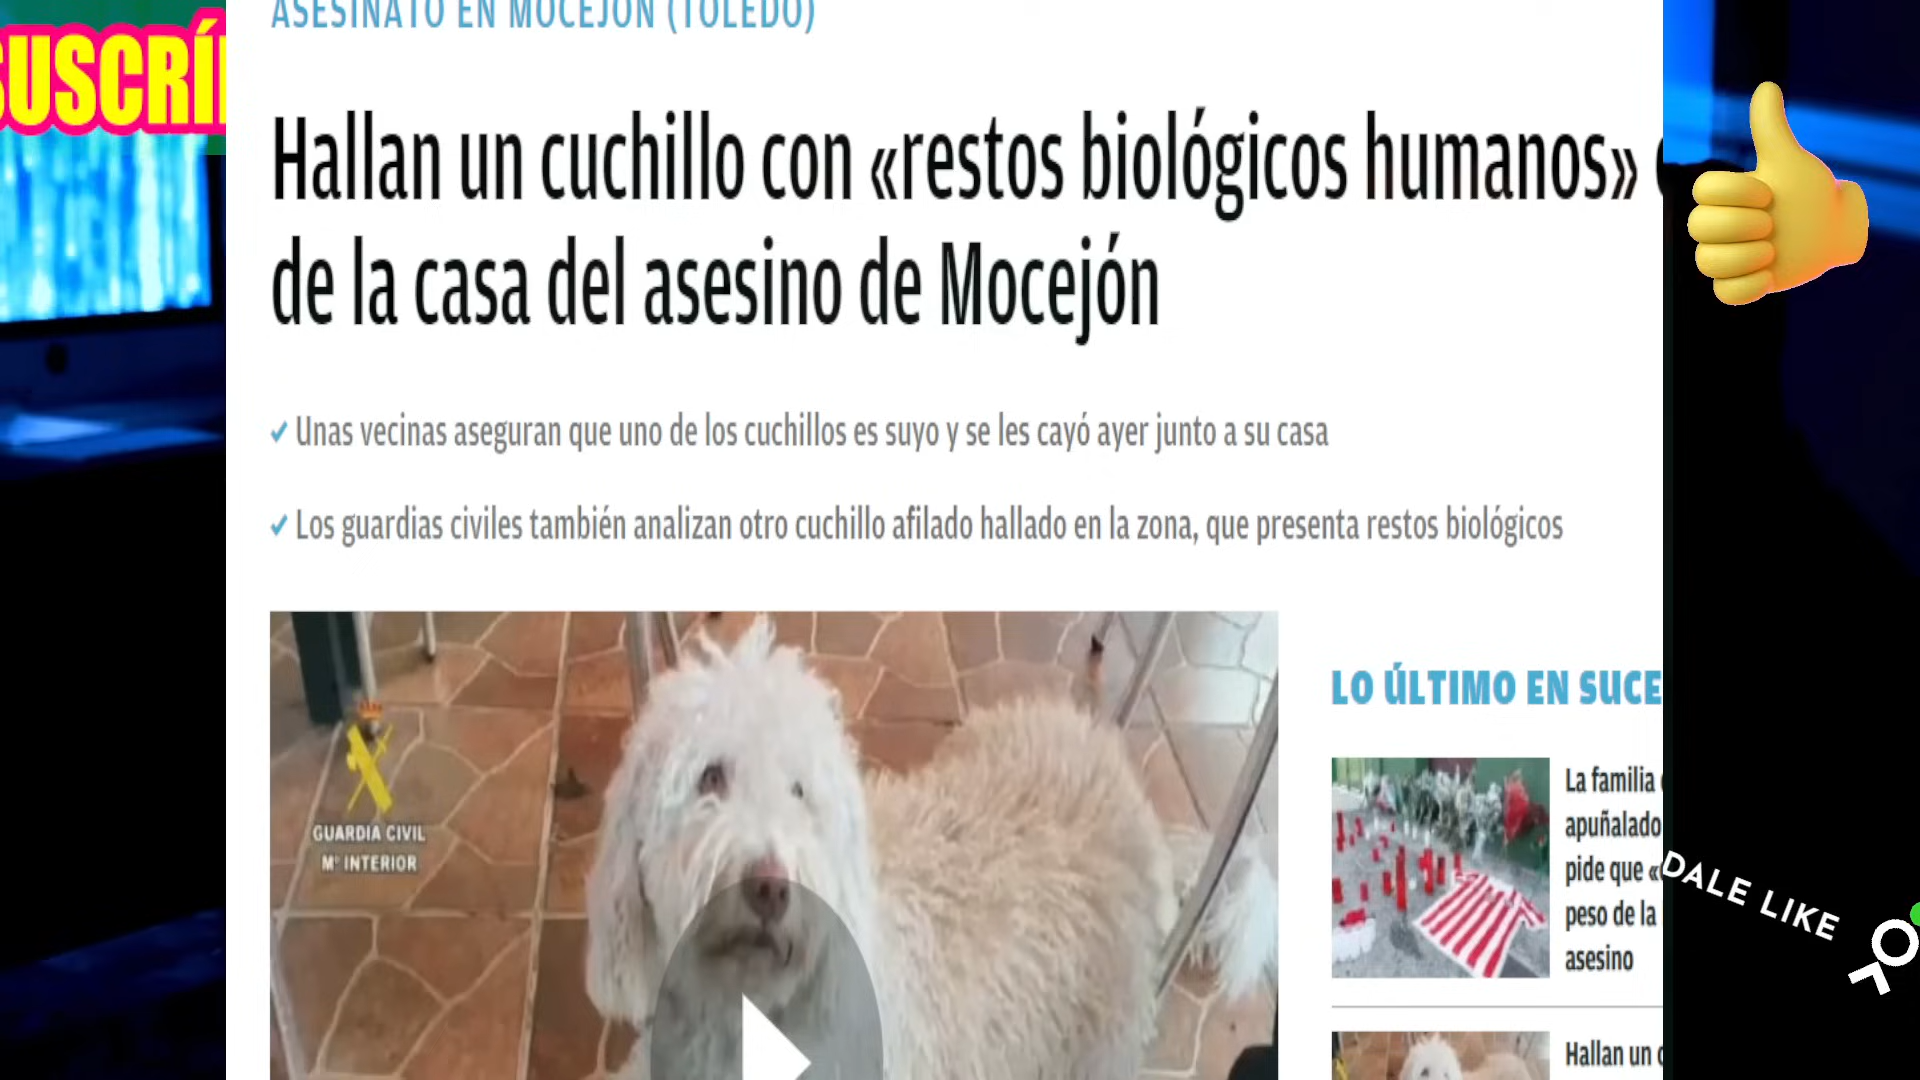 ASESINATO EN MOCEJÓN (TOLEDO)
Hallan un cuchillo con «restos biológicos humanos»
de la casa del asesino de Mocejón
✓ Unas vecinas aseguran que uno de los cuchillos es suyo y se les cayó ayer junto a su casa
✓ Los guardias civiles también analizan otro cuchillo afilado hallado en la zona, que presenta restos biológicos
GUARDIA CIVIL
Mº INTERIOR
LO ÚLTIMO EN SUCE
La familia
apuñalado
pide que «
peso de la
asesino
Hallan un
SUSCRÍ
DALE LIKE